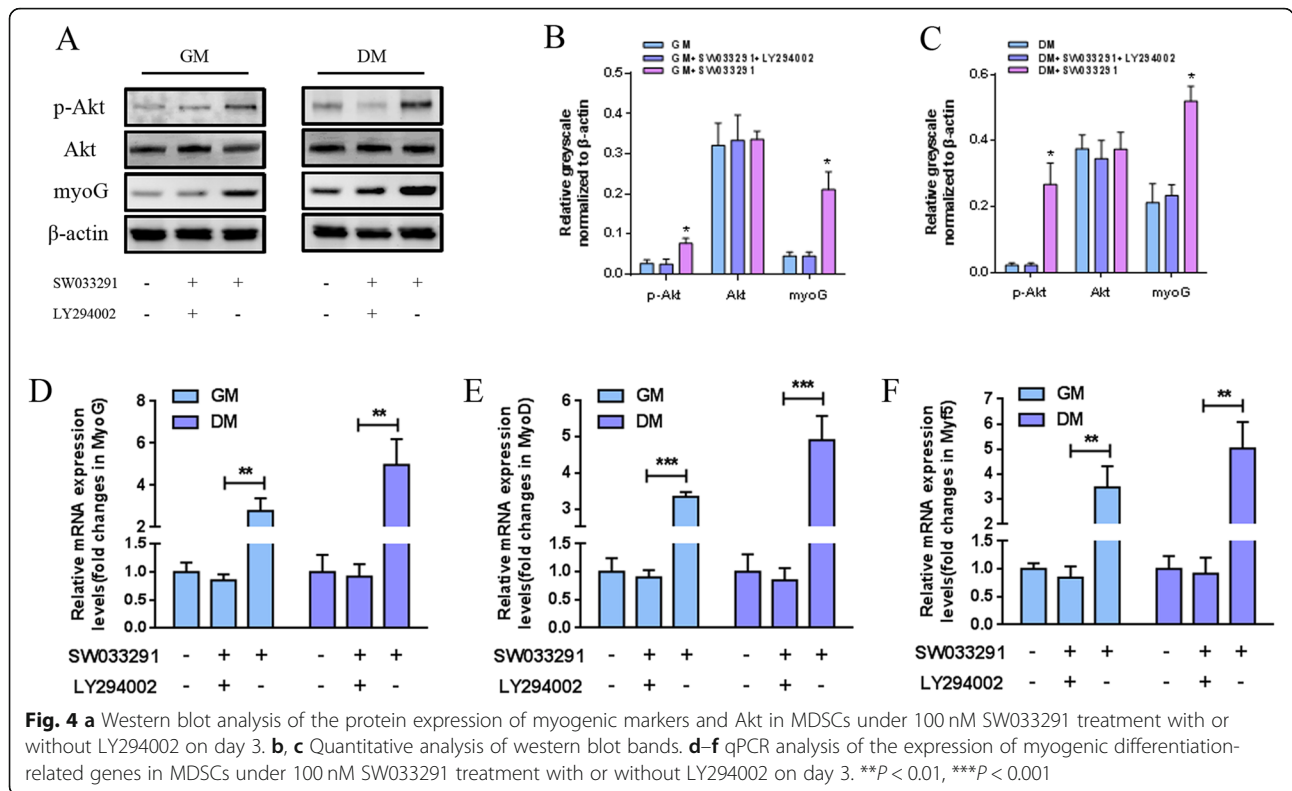 A
GM DM
p-Akt
Akt
myoG
β-actin
SW033291 - + + - + +
LY294002 - + - - + -
B
GM
GM+SW033291+LY294002
GM+SW033291
Relative greyscale
normalized to β-actin
0.4
0.3
0.2
0.1
0.0
*
*
p-Akt Akt myoG
C
DM
DM+SW033291+LY294002
DM+SW033291
Relative greyscale
normalized to β-actin
0.6
0.4
0.2
0.0
*
*
p-Akt Akt myoG
D
GM
DM
Relative mRNA expression
levels(fold changes in MyoG)
8
6
4
2
1.0
0.5
0.0
**
**
SW033291 - + + - + +
LY294002 - + - - + -
E
GM
DM
Relative mRNA expression
levels(fold changes in MyoD)
6
5
4
3
1.0
0.5
0.0
***
***
- + + - + +
- + - - + -
F
GM
DM
Relative mRNA expression
levels(fold changes in Myf5)
7
6
5
4
3
2
1.0
0.5
0.0
**
**
SW033291 - + + - + +
LY294002 - + - - + -
Fig. 4 a Western blot analysis of the protein expression of myogenic markers and Akt in MDSCs under 100 nM SW033291 treatment with or
without LY294002 on day 3. b, c Quantitative analysis of western blot bands. d–f qPCR analysis of the expression of myogenic differentiation-
related genes in MDSCs under 100 nM SW033291 treatment with or without LY294002 on day 3. **P < 0.01, ***P < 0.001